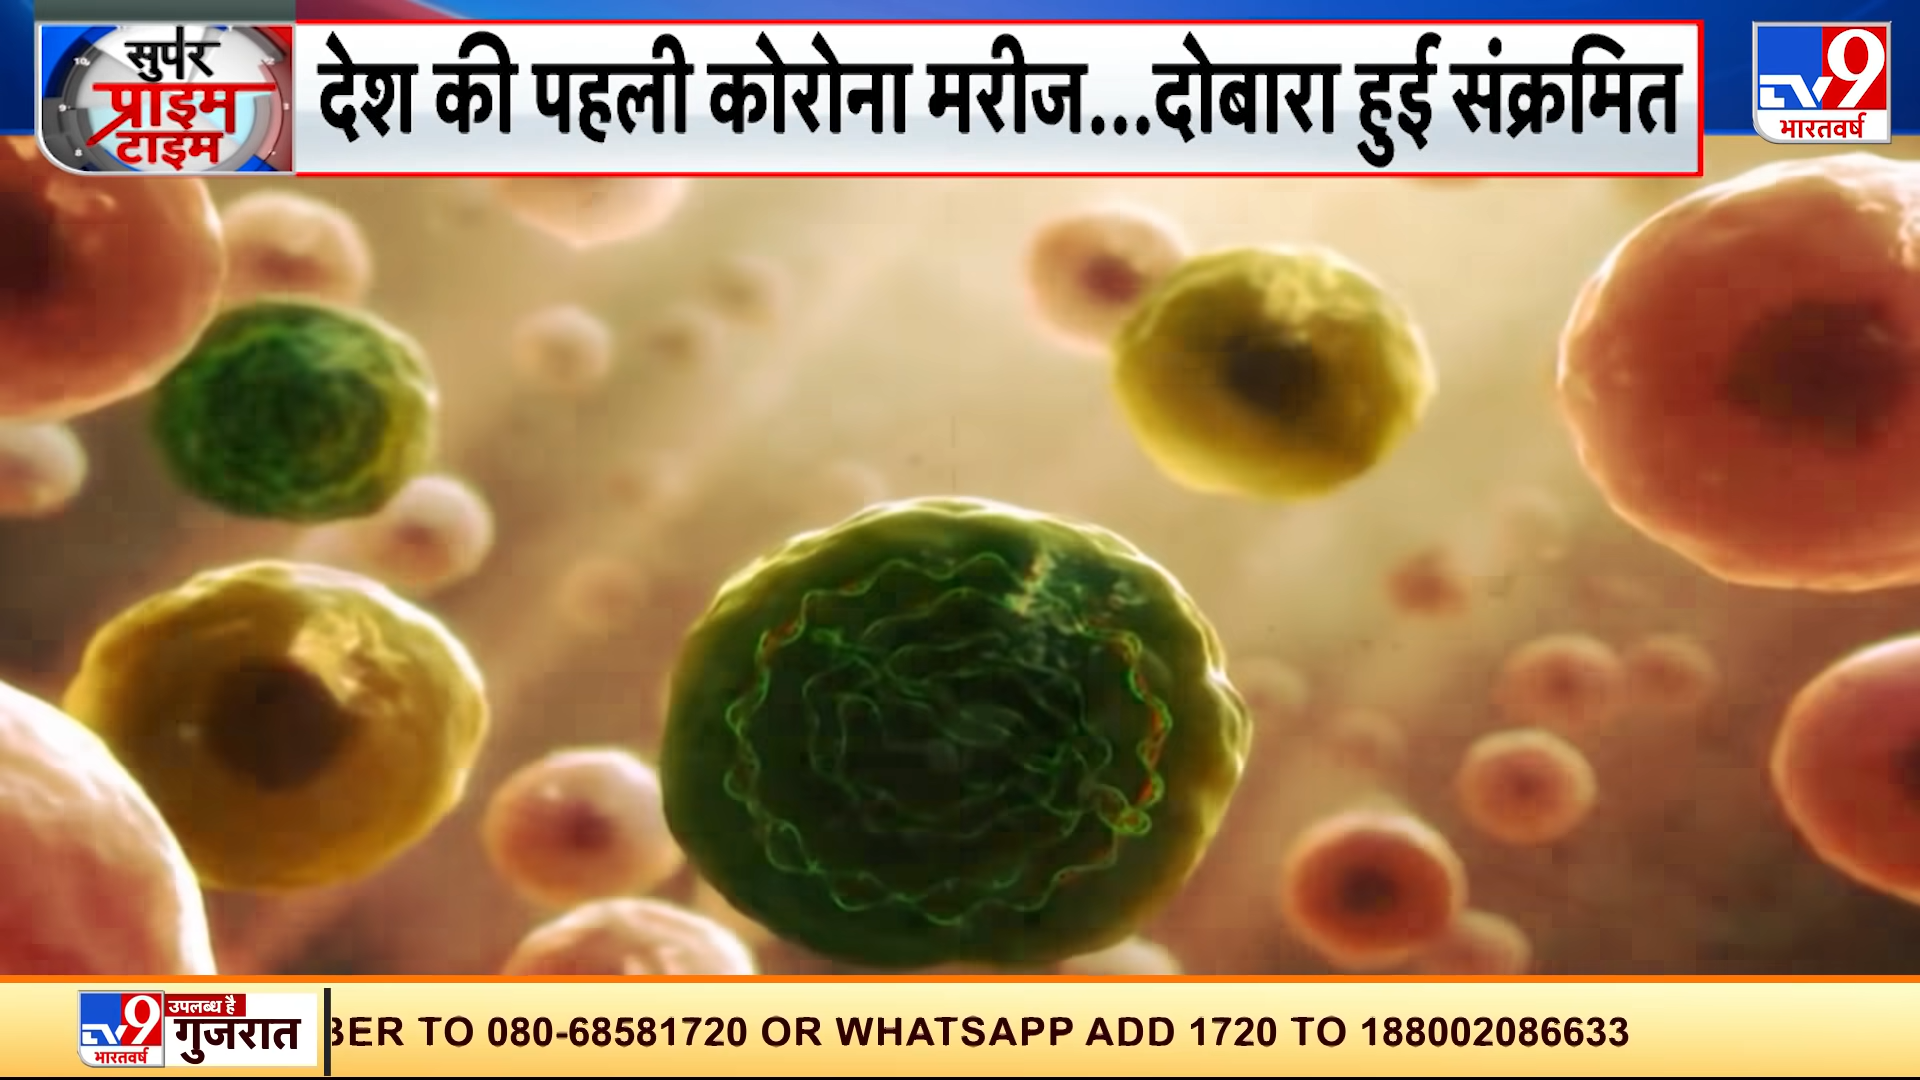 सुपर
प्राइम
टाइम
देश की पहली कोरोना मरीज...दोबारा हुई संक्रमित
TV9
भारतवर्ष
TV9
भारतवर्ष
उपलब्ध है
गुजरात
BER TO 080-68581720 OR WHATSAPP ADD 1720 TO 188002086633